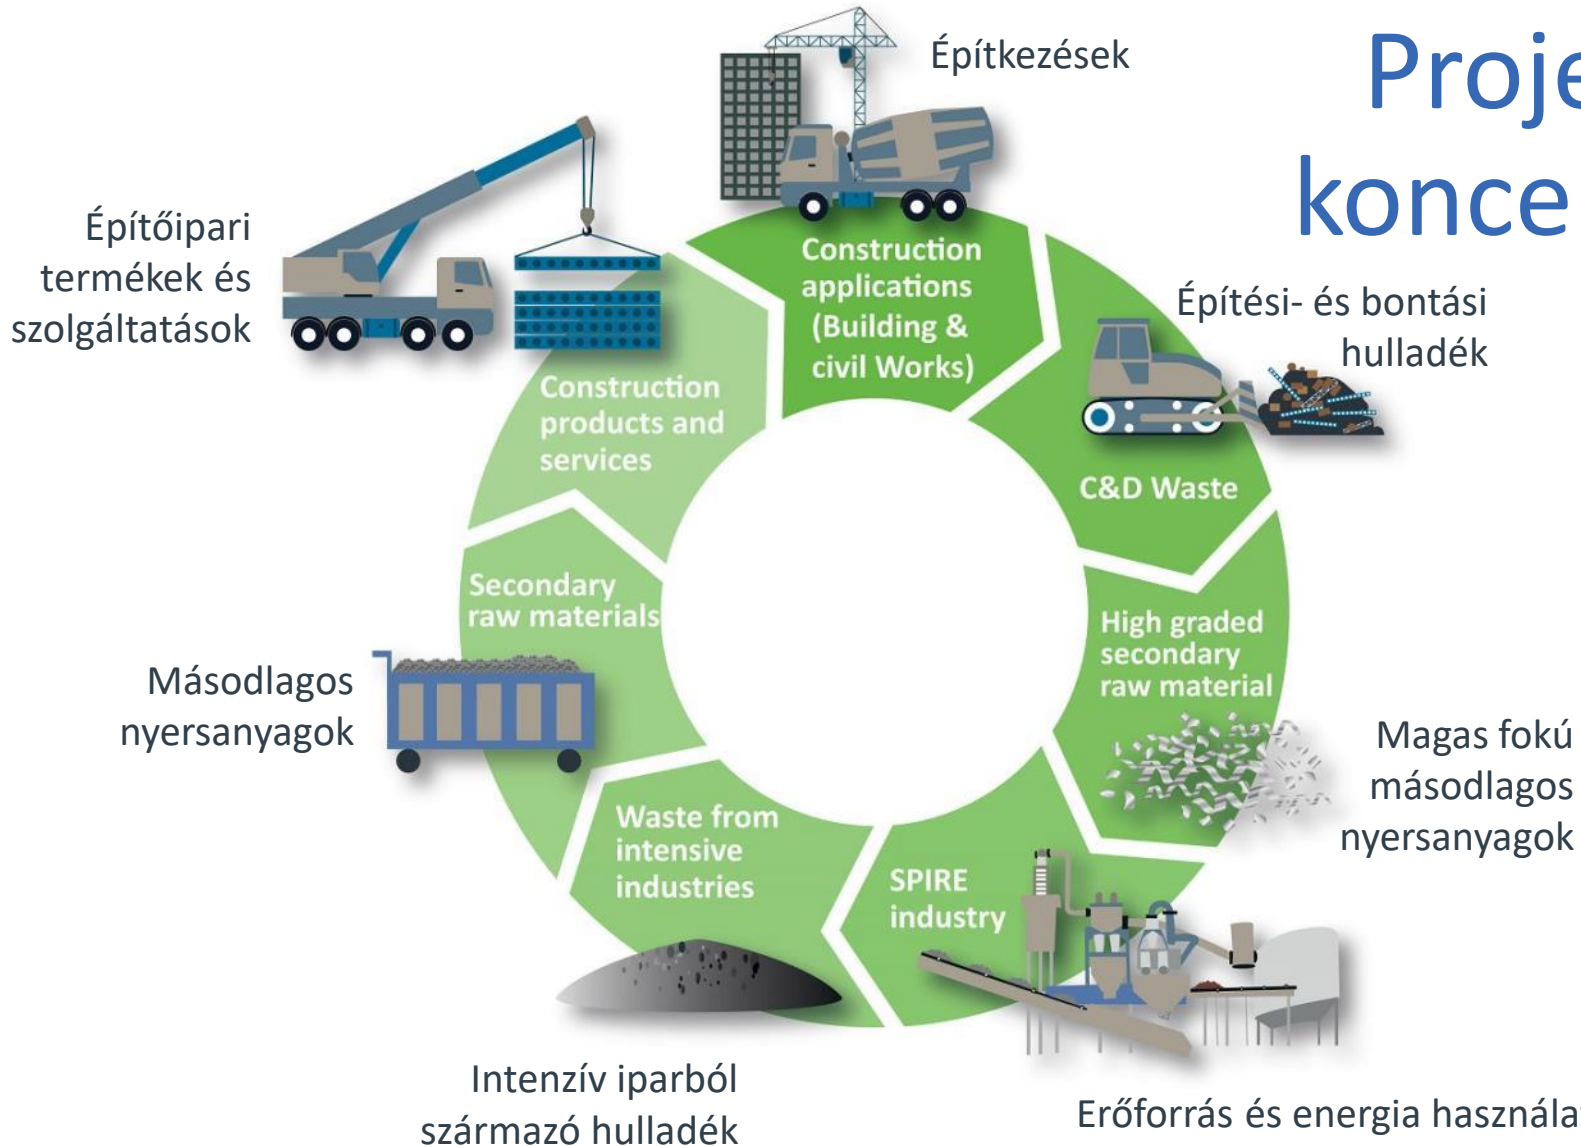 Proje
konce
Építkezések
Construction
applications
(Building &
civil Works)
Építési- és bontási
hulladék
C&D Waste
High graded
secondary
raw material
Magas fokú
másodlagos
nyersanyagok
SPIRE
industry
Erőforrás és energia használa
Waste from
intensive
industries
Intenzív iparból
származó hulladék
Secondary
raw materials
Másodlagos
nyersanyagok
Construction
products and
services
Építőipari
termékek és
szolgáltatások